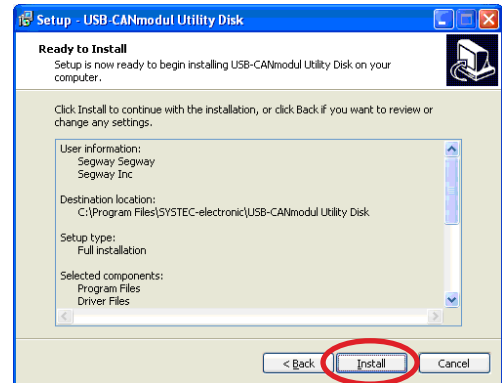 Setup - USB-CANmodul Utility Disk
Ready to Install
Setup is now ready to begin installing USB-CANmodul Utility Disk on your
computer.
Click Install to continue with the installation, or click Back if you want to review or
change any settings.
User information:
Segway Segway
Segway Inc
Destination location:
C:\Program Files\SYSTEC-electronic\USB-CANmodul Utility Disk
Setup type:
Full installation
Selected components:
Program Files
Driver Files
< Back
Install
Cancel